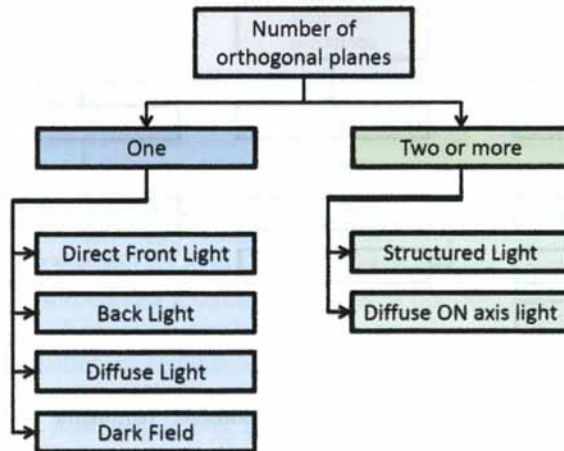 Number of
orthogonal planes
One
Two or more
Direct Front Light
Back Light
Diffuse Light
Dark Field
Structured Light
Diffuse ON axis light